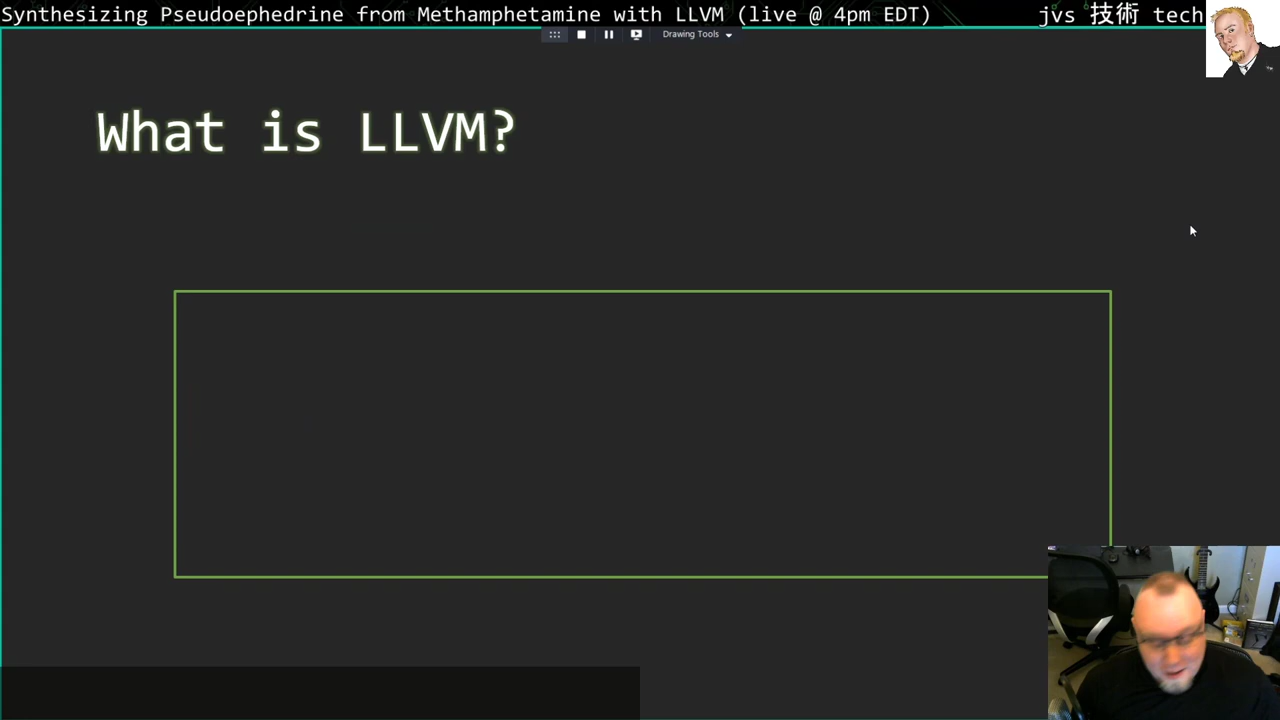 Synthesizing Pseudoephedrine from Methamphetamine with LLVM (live @ 4pm EDT)
jvs 技術 tech
Drawing Tools
What is LLVM?